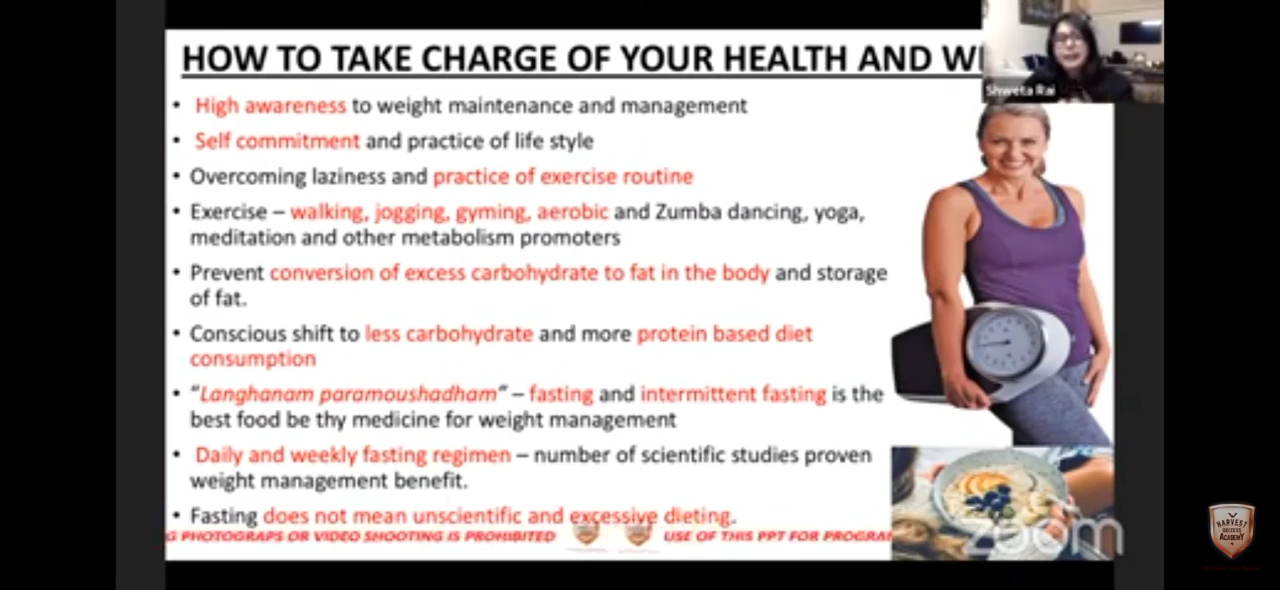 HOW TO TAKE CHARGE OF YOUR HEALTH AND
Shweta Rai
• High awareness to weight maintenance and management
• Self commitment and practice of life style
• Overcoming laziness and practice of exercise routine
• Exercise – walking, jogging, gyming, aerobic and Zumba dancing, yoga,
meditation and other metabolism promoters
• Prevent conversion of excess carbohydrate to fat in the body and storage
of fat.
• Conscious shift to less carbohydrate and more protein based diet
consumption
• "Langhanam paramoushadham" – fasting and intermittent fasting is the
best food be thy medicine for weight management
• Daily and weekly fasting regimen – number of scientific studies proven
weight management benefit.
• Fasting does not mean unscientific and excessive dieting.
G PHOTOGRAPS OR VIDEO SHOOTING IS PROHIBITED USE OF THIS PPT FOR PROGRA
zoom
HARVEST
SUCCESS
ACADEMY